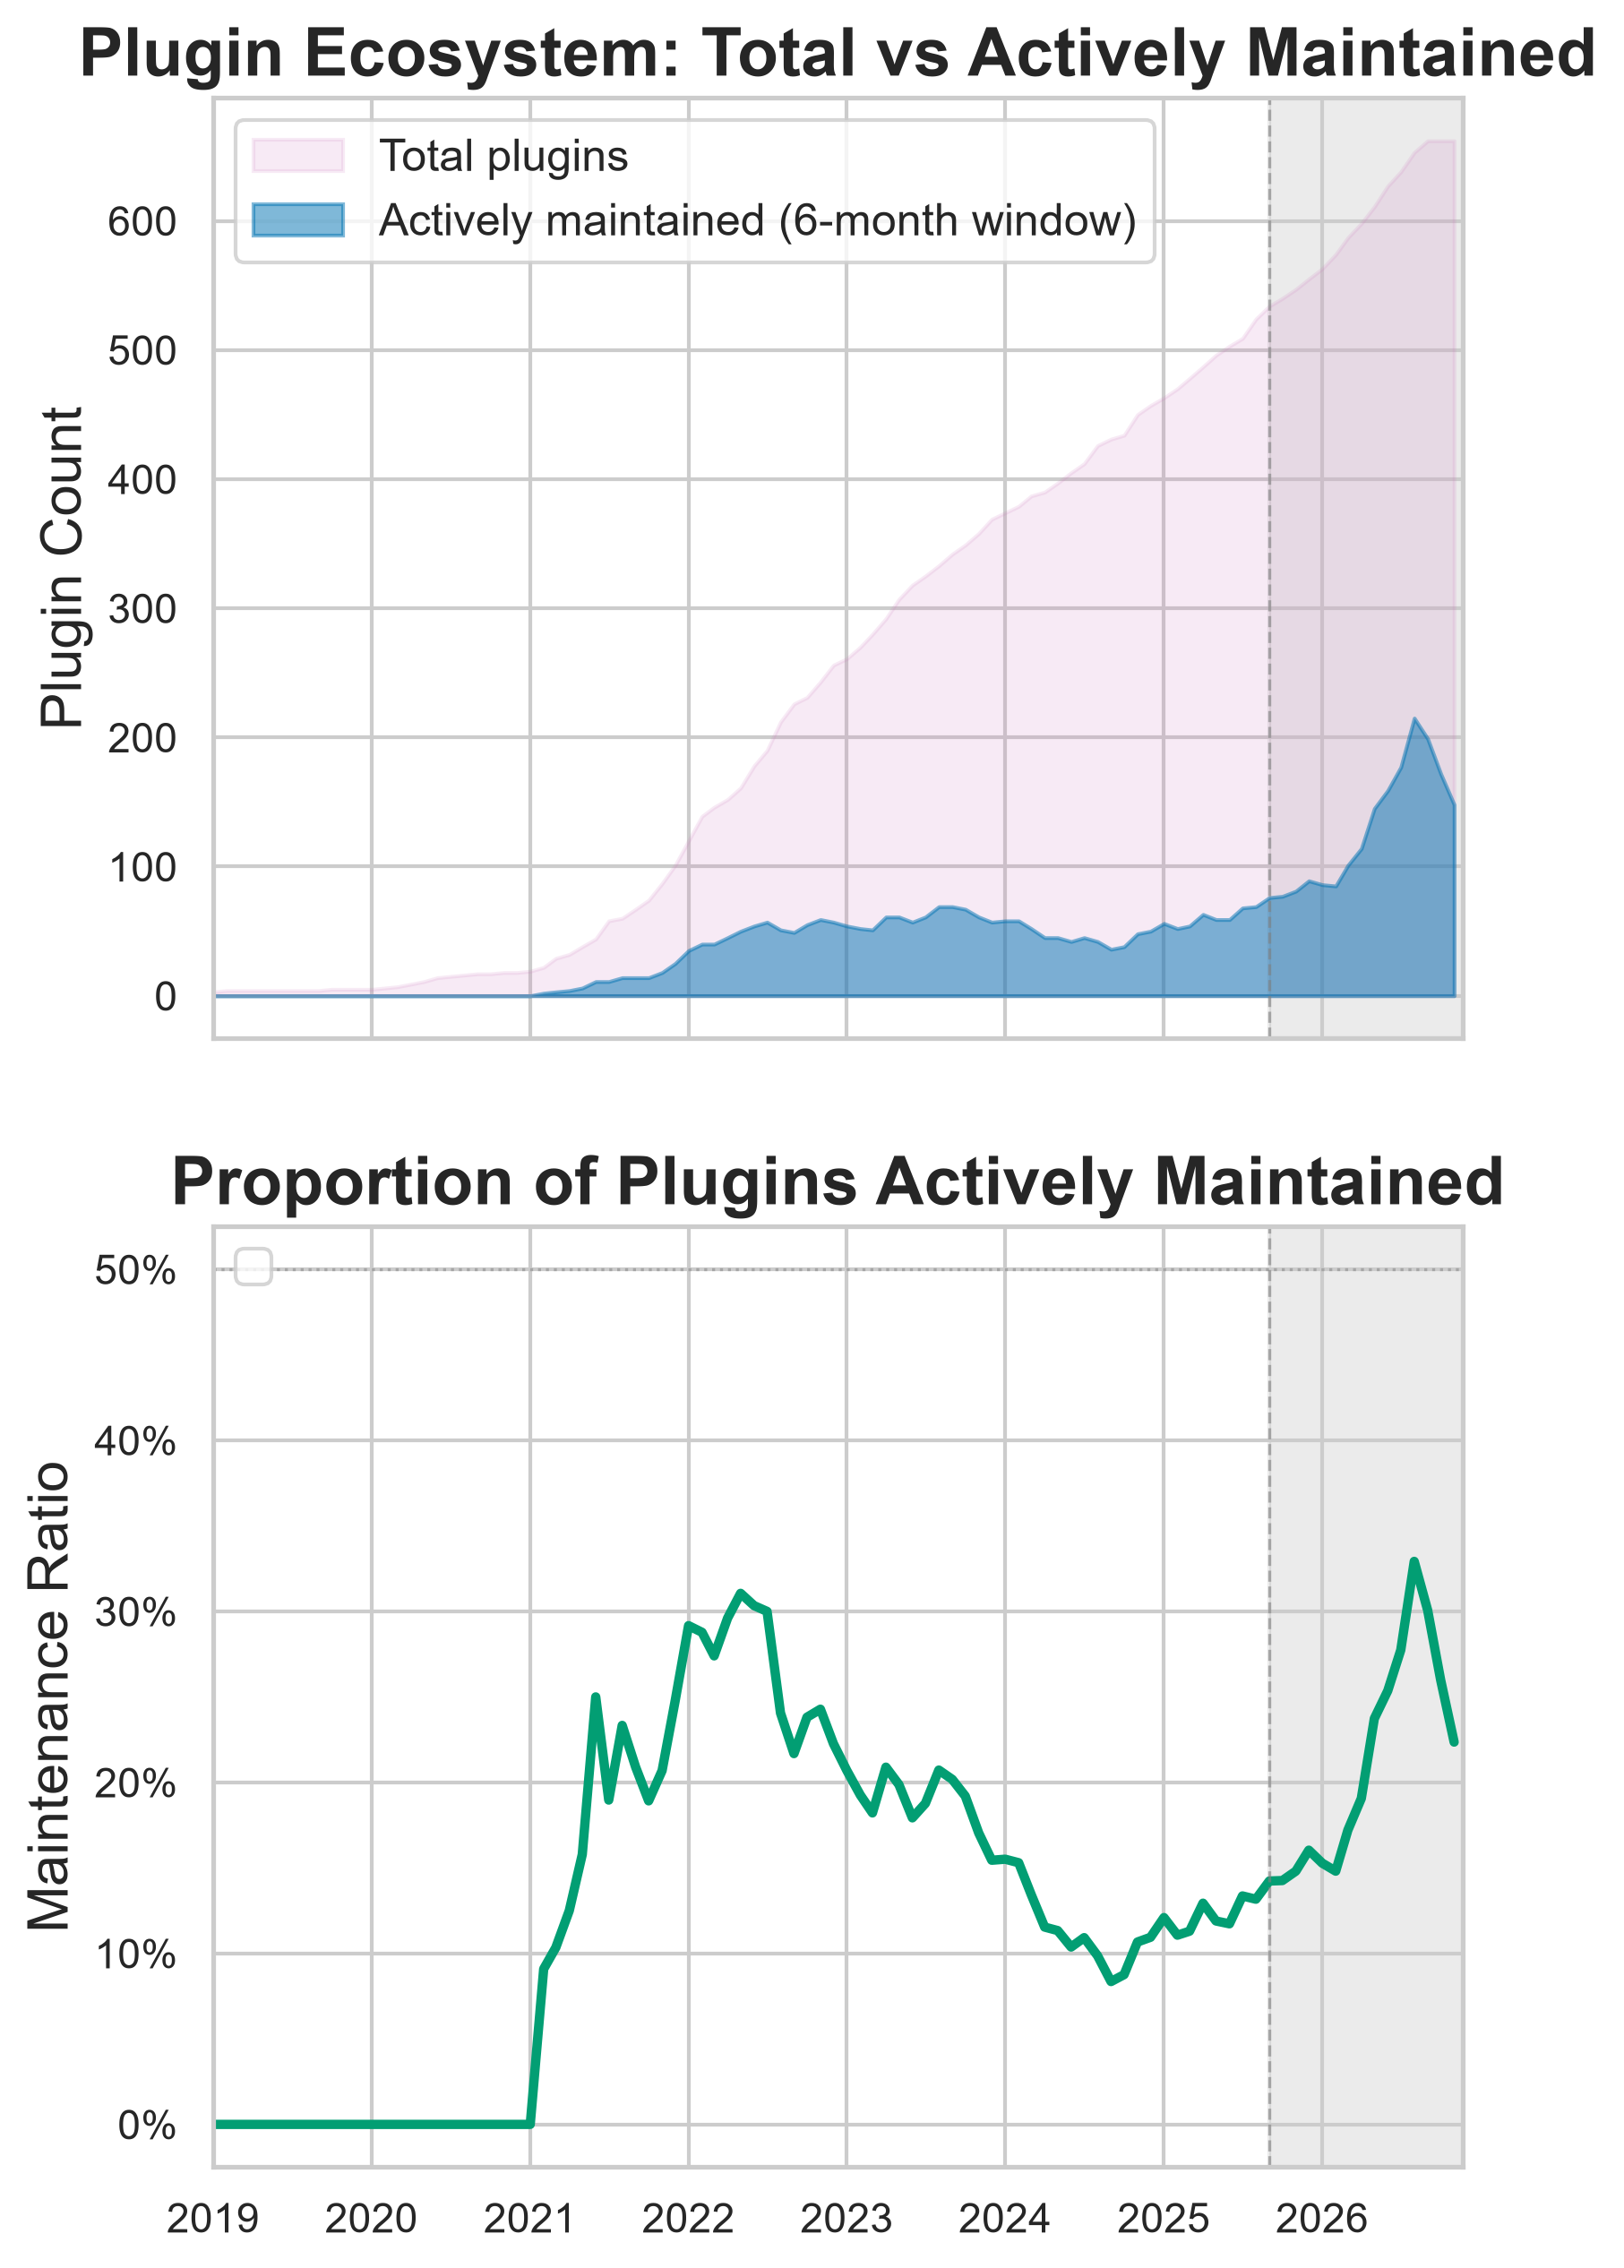 Plugin Ecosystem: Total vs Actively Maintained
Total plugins
Actively maintained (6-month window)
Plugin Count
600
500
400
300
200
100
0
Proportion of Plugins Actively Maintained
Maintenance Ratio
50%
40%
30%
20%
10%
0%
2019 2020 2021 2022 2023 2024 2025 2026